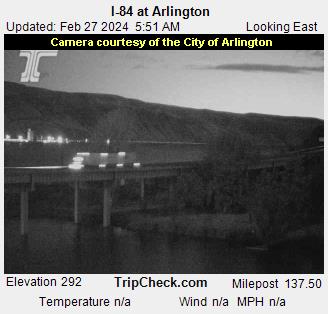 I-84 at Arlington
Updated: Feb 27 2024 5:51 AM Looking East
Camera courtesy of the City of Arlington
Elevation 292 TripCheck.com Milepost 137.50
Temperature n/a Wind n/a MPH n/a